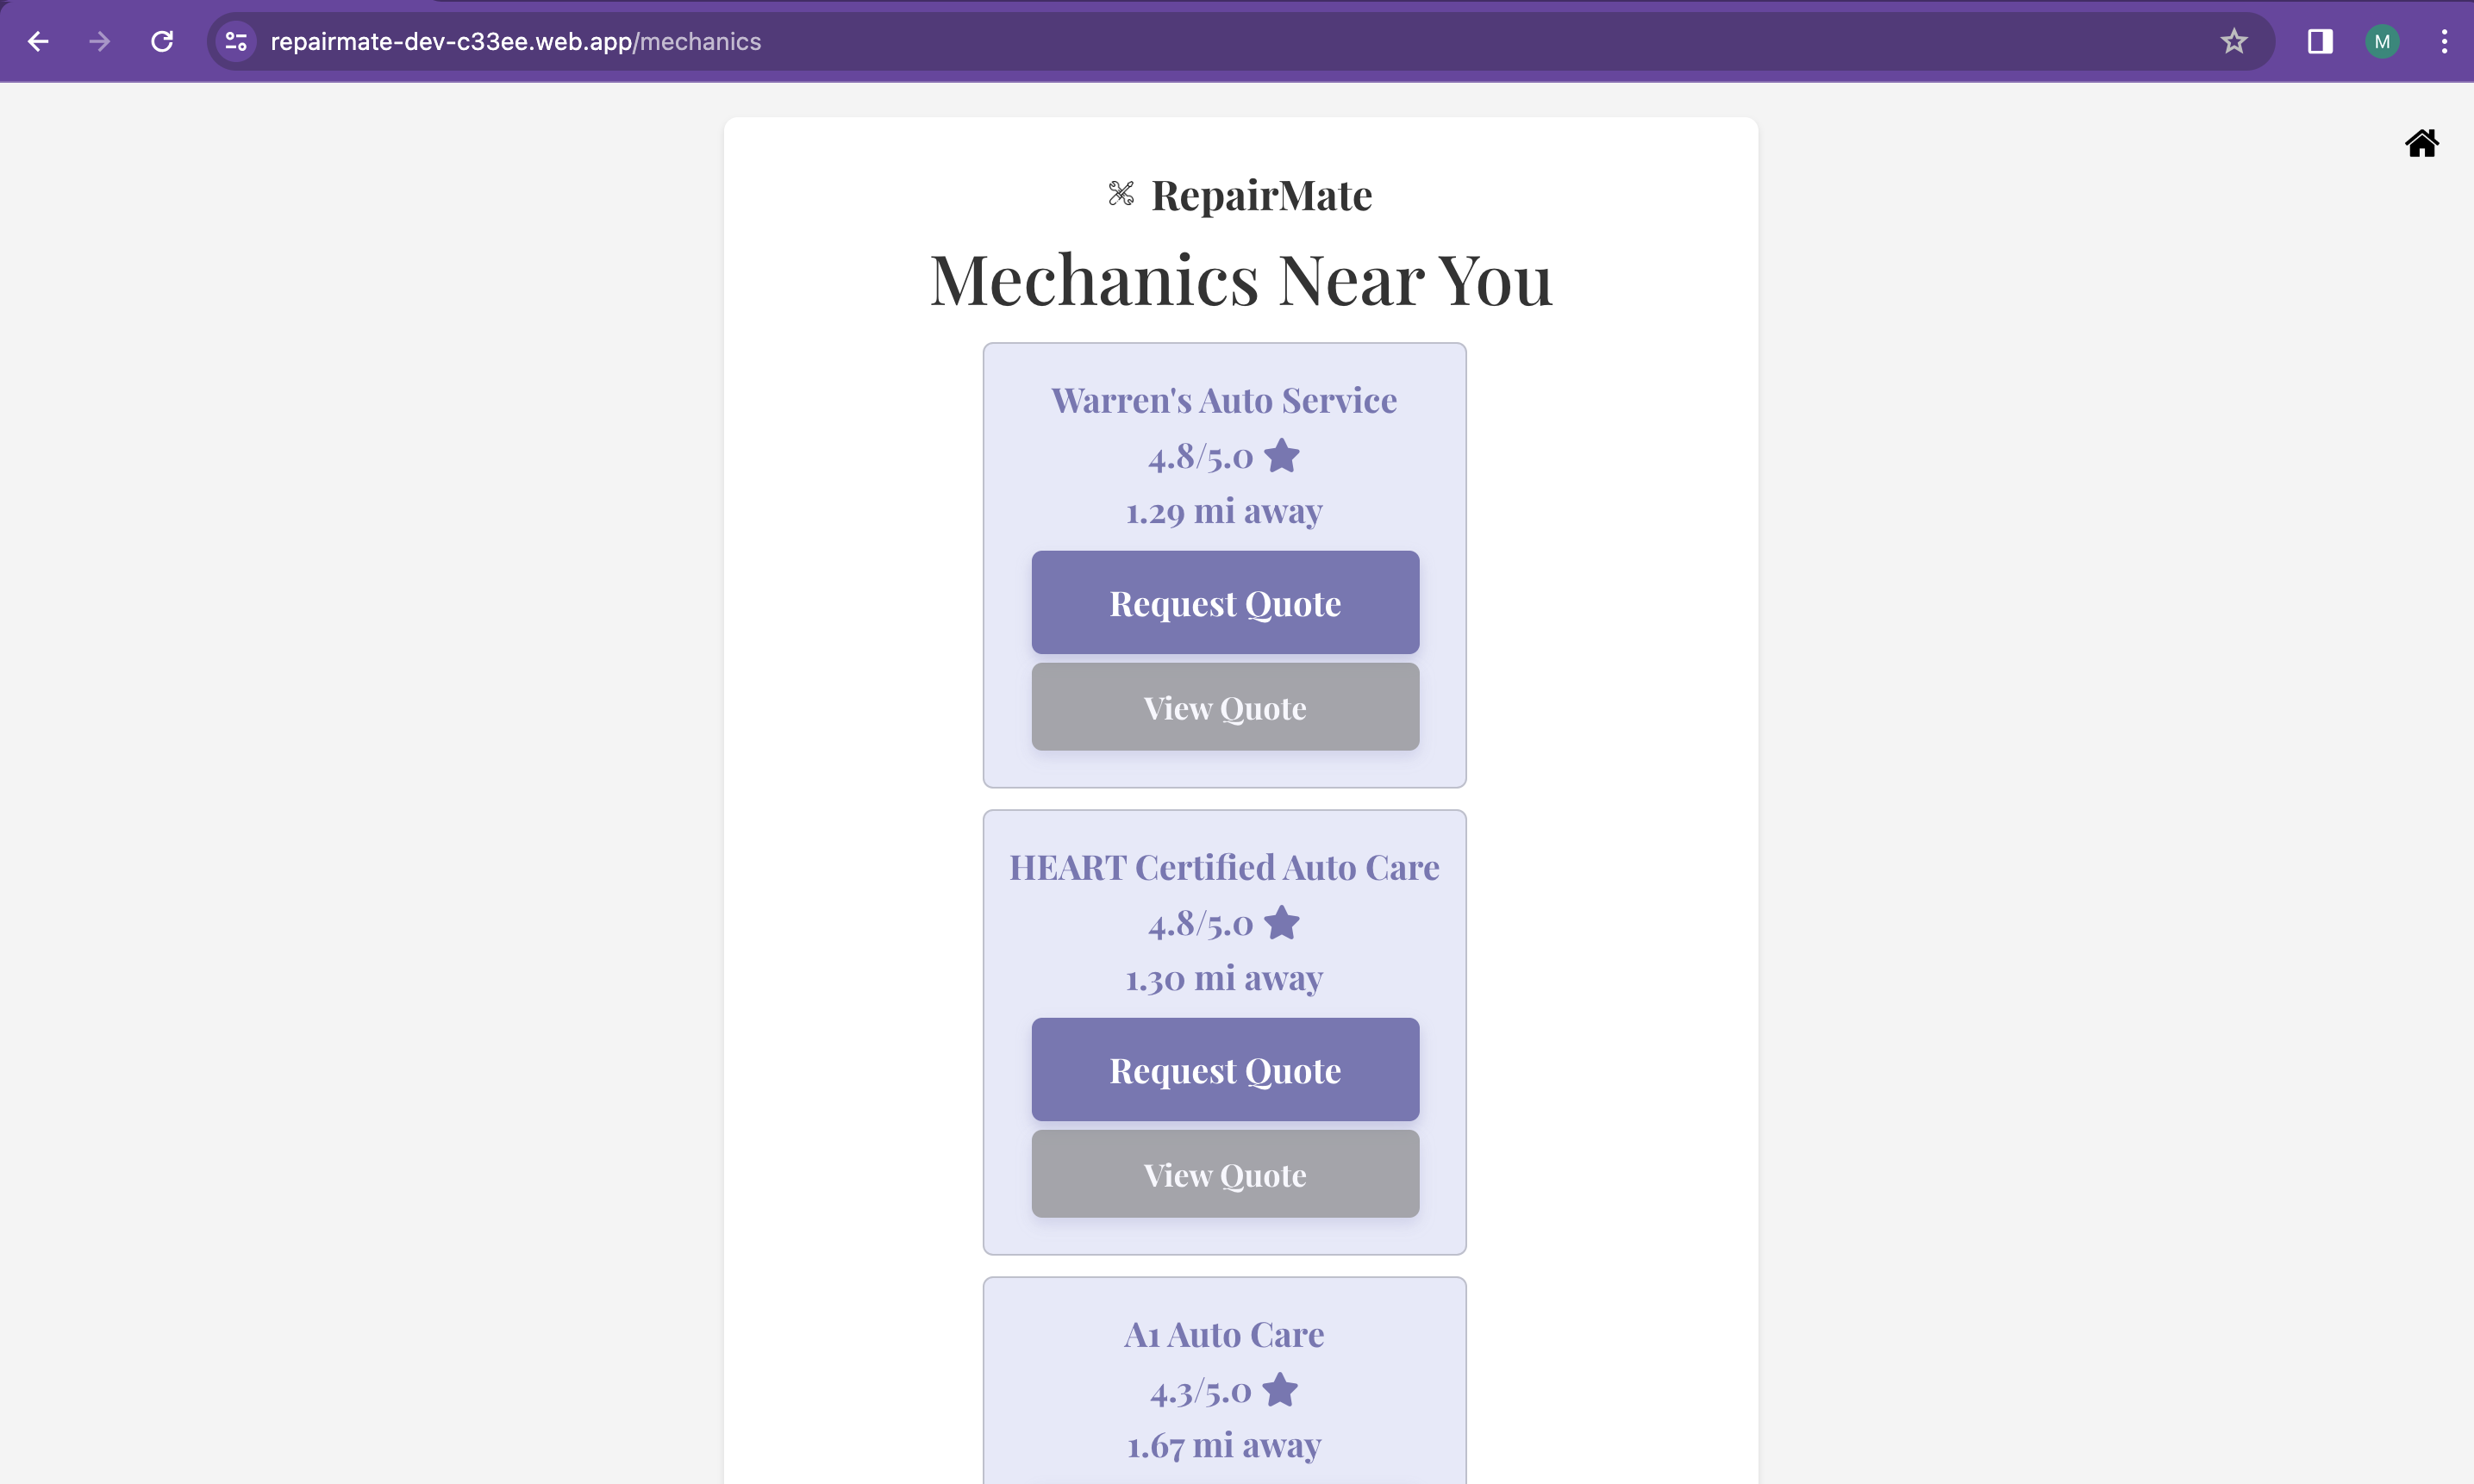 repairmate-dev-c33ee.web.app/mechanics
M
RepairMate
Mechanics Near You
Warren's Auto Service
4.8/5.0
1.29 mi away
Request Quote
View Quote
HEART Certified Auto Care
4.8/5.0
1.30 mi away
Request Quote
View Quote
A1 Auto Care
4.3/5.0
1.67 mi away